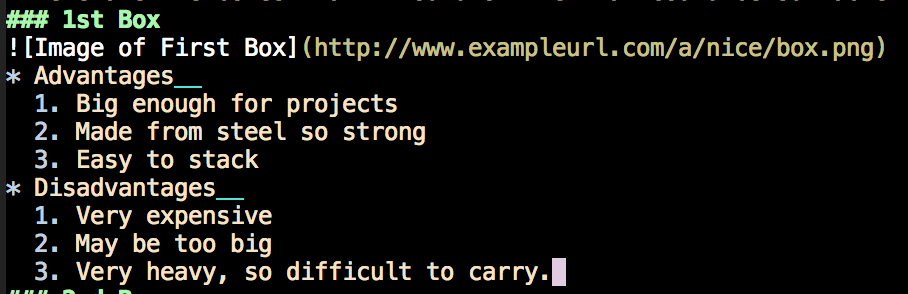 ### 1st Box
![Image of First Box](http://www.exampleurl.com/a/nice/box.png)
* Advantages__
  1. Big enough for projects
  2. Made from steel so strong
  3. Easy to stack
* Disadvantages__
  1. Very expensive
  2. May be too big
  3. Very heavy, so difficult to carry.